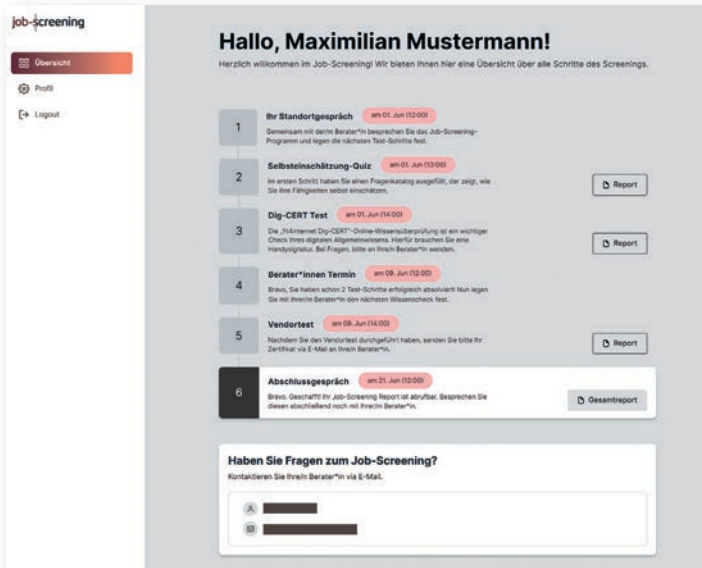 job-screening
Übersicht
Profil
Logout
Hallo, Maximilian Mustermann!
Herzlich willkommen im Job-Screening! Wir bieten Ihnen hier eine Übersicht über alle Schritte des Screenings.
1
Ihr Standortgespräch am 01. Jun (12:00)
Gemeinsam mit der/m Berater*in besprechen Sie das Job-Screening-
Programm und legen die nächsten Test-Schritte fest.
2
Selbsteinschätzung-Quiz am 01. Jun (13:00)
Im ersten Schritt haben Sie einen Fragenkatalog ausgefüllt, der zeigt, wie
Sie Ihre Fähigkeiten selbst einschätzen.
Report
3
Dig-CERT Test am 01. Jun (14:00)
Die „fit4internet Dig-CERT“-Online-Wissensüberprüfung ist ein wichtiger
Check Ihres digitalen Allgemeinwissens. Hierfür brauchen Sie eine
Handysignatur. Bei Fragen, bitte an Ihre/n Berater*in wenden.
Report
4
Berater*innen Termin am 09. Jun (12:00)
Bravo, Sie haben schon 2 Test-Schritte erfolgreich absolviert! Nun legen
Sie mit Ihrer/m Berater*in den nächsten Wissenscheck fest.
5
Vendortest am 09. Jun (14:00)
Nachdem Sie den Vendortest durchgeführt haben, senden Sie bitte Ihr
Zertifikat via E-Mail an Ihre/n Berater*in.
Report
6
Abschlussgespräch am 21. Jun (12:00)
Bravo, Geschafft! Ihr Job-Screening Report ist abrufbar. Besprechen Sie
diesen abschließend noch mit Ihrer/m Berater*in.
Gesamtreport
Haben Sie Fragen zum Job-Screening?
Kontaktieren Sie Ihre/n Berater*in via E-Mail.